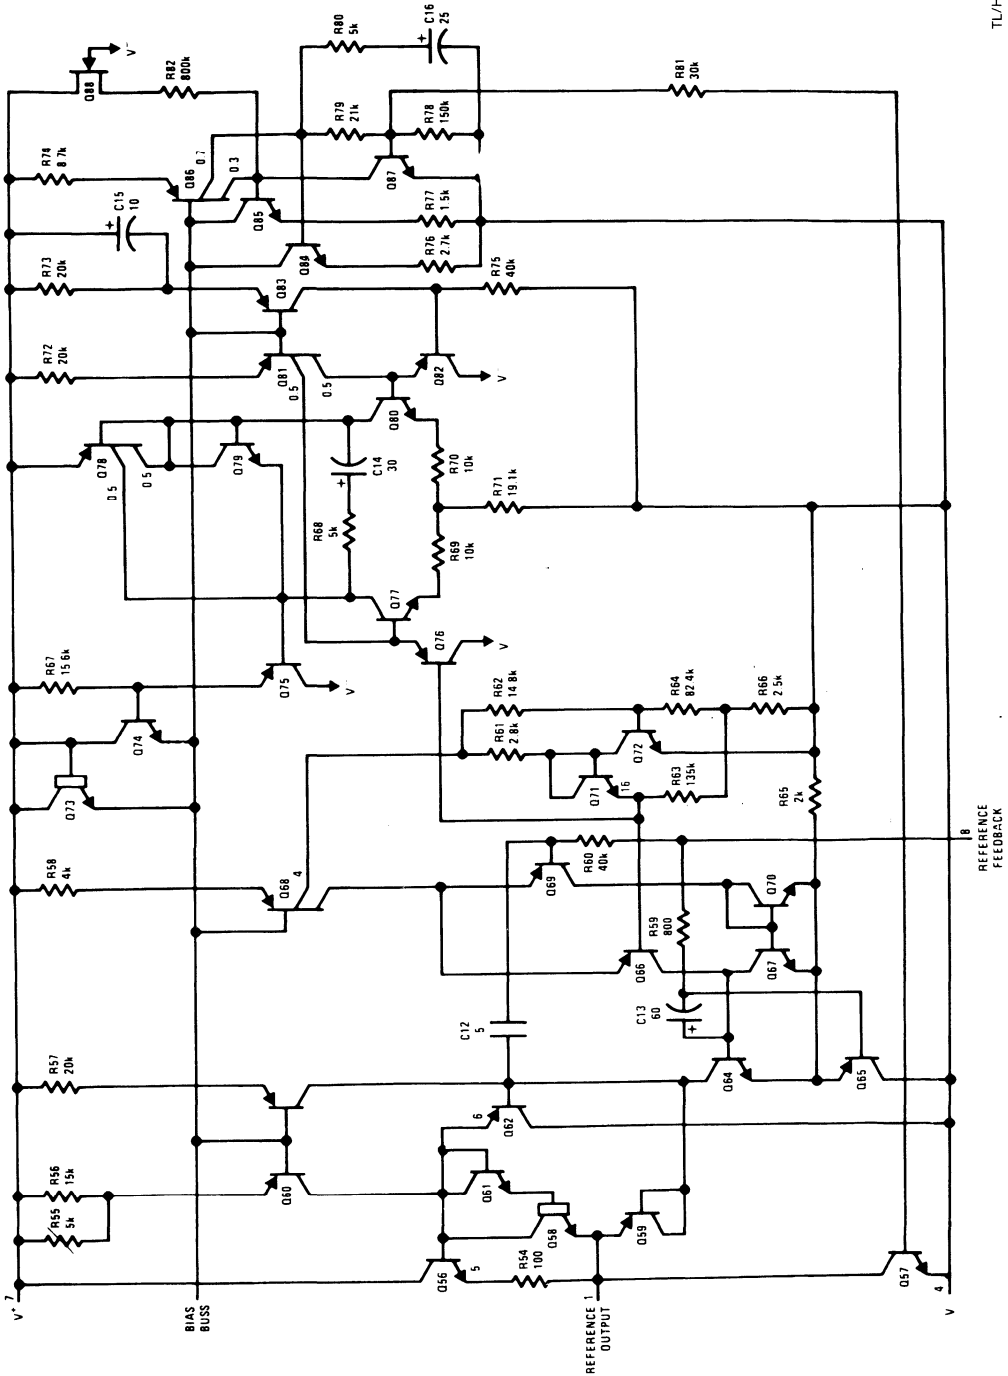 V+ 7
R55
5k
R56
15k
R57
20k
R58
4k
R67
15 6k
R72
20k
R73
20k
R74
8 7k
C15
10
+
Q88
V-
R82
800k
Q73
Q74
Q78
0 5
0 5
Q79
BIAS
BUSS
Q60
Q68
4
Q75
V
Q81
0 5
0.5
Q83
Q84
Q85
Q86
0 7
0 3
R80
5k
C16
25
+
R79
21k
R78
150k
Q87
R77
1.5k
R76
2.7k
R75
40k
Q56
5
Q61
Q58
Q62
6
C12
5
R68
5k
C14
30
+
Q77
Q80
Q82
V
R69
10k
R70
10k
R71
19.1k
Q76
V
R54
100
Q59
REFERENCE
OUTPUT
1
Q69
R60
40k
R61
2.8k
R62
14.8k
Q71
16
Q72
R63
135k
R64
82.4k
R66
2 5k
R65
2k
Q66
R59
800
C13
60
+
Q64
Q65
Q67
Q70
R81
30k
Q57
V 4
8
REFERENCE
FEEDBACK
TL/H